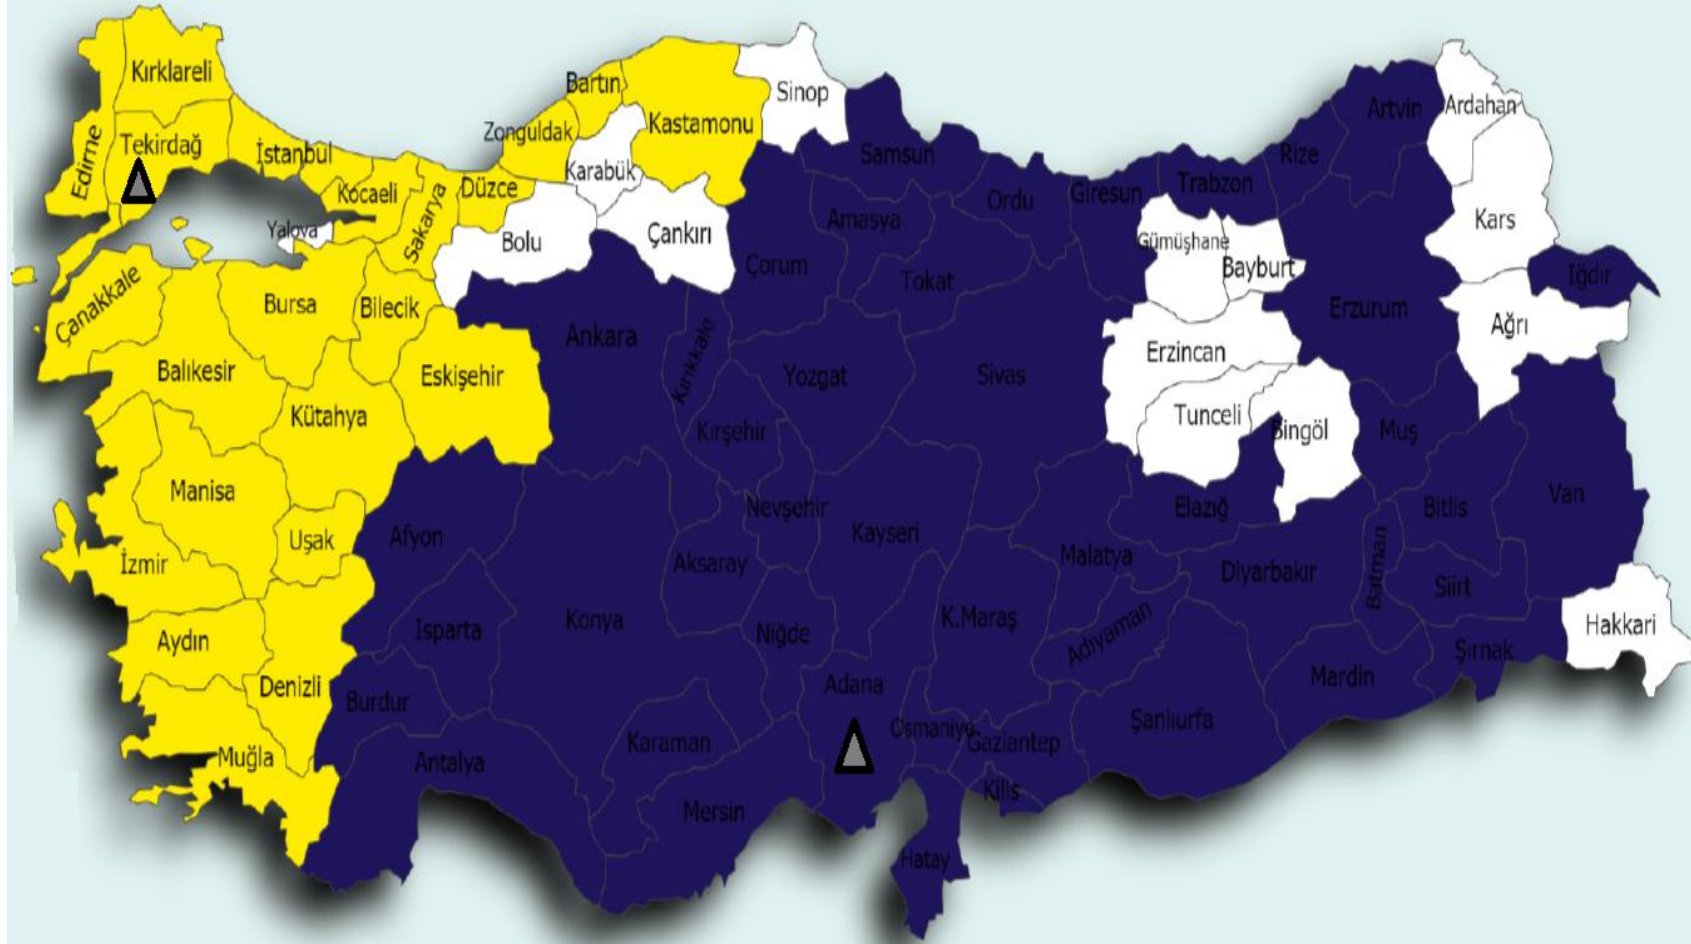 Kırklareli
Edirne
Tekirdağ
İstanbul
Kocaeli
Yalova
Sakarya
Düzce
Zonguldak
Bartın
Karabük
Kastamonu
Sinop
Bolu
Çankırı
Samsun
Ordu
Giresun
Trabzon
Rize
Artvin
Ardahan
Kars
Gümüşhane
Bayburt
Iğdır
Amasya
Çorum
Tokat
Çanakkale
Bursa
Bilecik
Balıkesir
Eskişehir
Kütahya
Ankara
Kırıkkale
Yozgat
Sivas
Erzincan
Erzurum
Ağrı
Tunceli
Bingöl
Muş
Kırşehir
Manisa
Uşak
Afyon
Nevşehir
Kayseri
Elazığ
Bitlis
Van
İzmir
Aksaray
Malatya
Diyarbakır
Batman
Siirt
Aydın
Isparta
Konya
Niğde
K.Maraş
Adıyaman
Şırnak
Hakkari
Denizli
Burdur
Adana
Mardin
Muğla
Antalya
Karaman
Osmaniye
Gaziantep
Şanlıurfa
Mersin
Kilis
Hatay